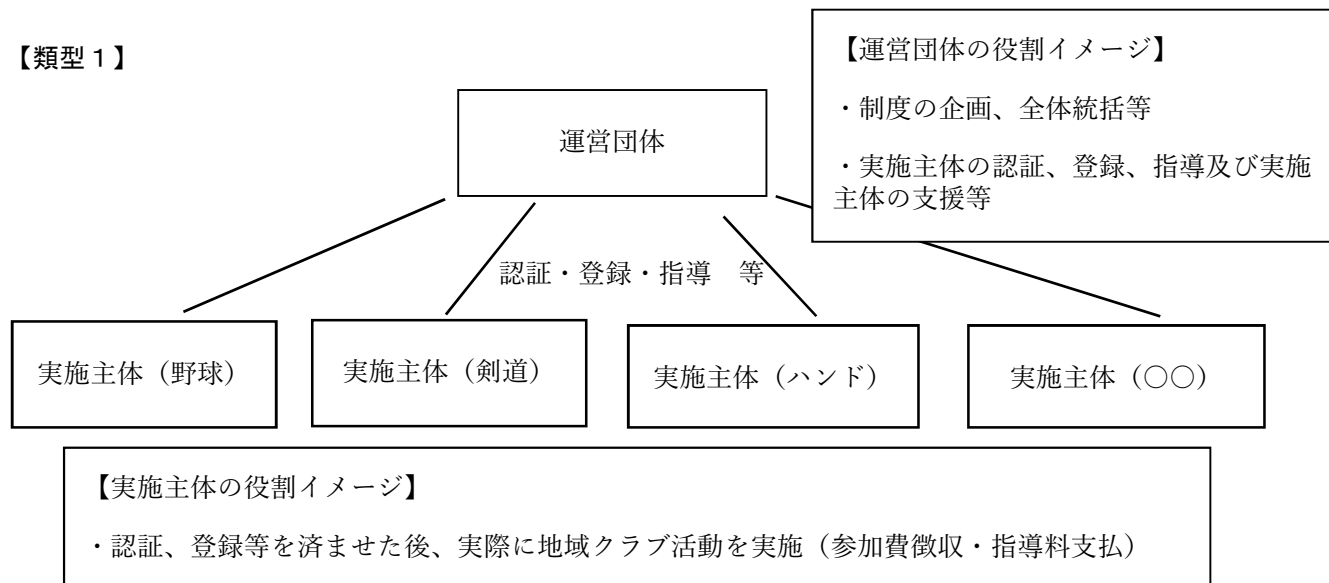 【類型1】
【運営団体の役割イメージ】
・制度の企画、全体統括等
・実施主体の認証、登録、指導及び実施
主体の支援等
運営団体
認証・登録・指導　等
実施主体（野球）
実施主体（剣道）
実施主体（ハンド）
実施主体（〇〇）
【実施主体の役割イメージ】
・認証、登録等を済ませた後、実際に地域クラブ活動を実施（参加費徴収・指導料支払）